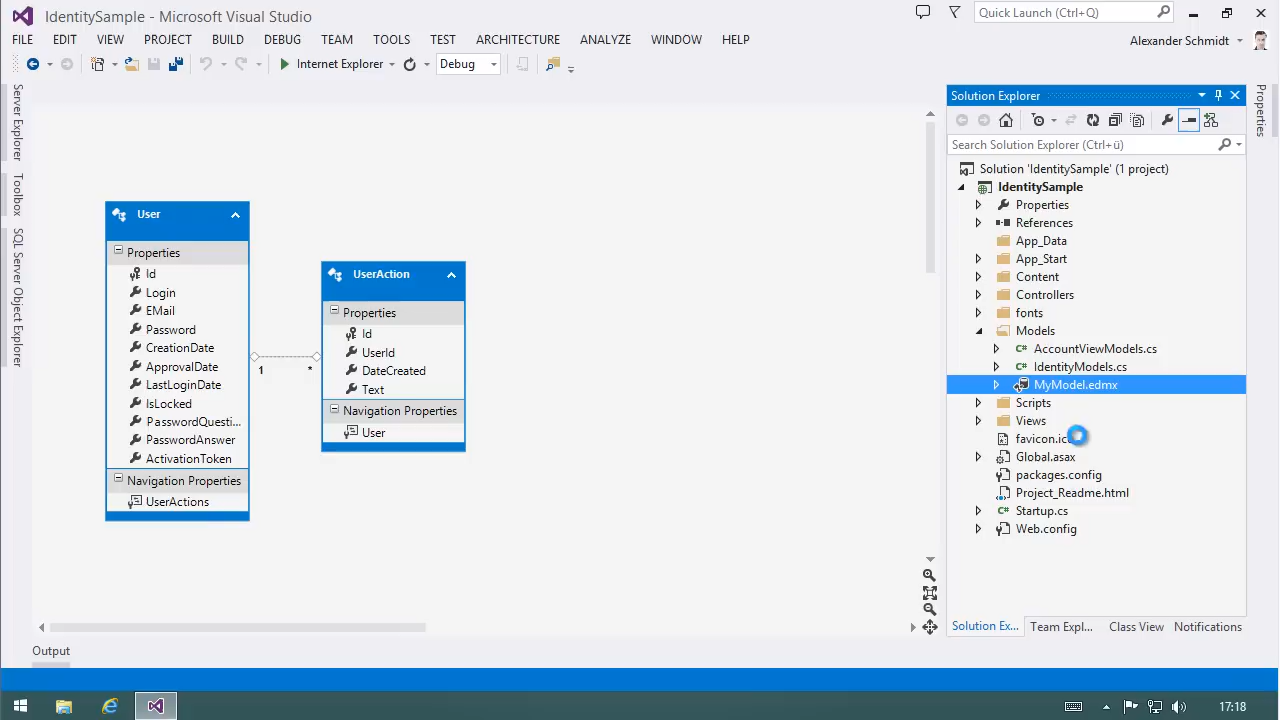 IdentitySample - Microsoft Visual Studio
Quick Launch (Ctrl+Q)
FILE EDIT VIEW PROJECT BUILD DEBUG TEAM TOOLS TEST ARCHITECTURE ANALYZE WINDOW HELP
Alexander Schmidt
Internet Explorer
Debug
Server Explorer
Toolbox
SQL Server Object Explorer
User
Properties
Id
Login
EMail
Password
CreationDate
ApprovalDate
LastLoginDate
IsLocked
PasswordQuesti...
PasswordAnswer
ActivationToken
Navigation Properties
UserActions
1
*
UserAction
Properties
Id
UserId
DateCreated
Text
Navigation Properties
User
Solution Explorer
Search Solution Explorer (Ctrl+ü)
Solution 'IdentitySample' (1 project)
IdentitySample
Properties
References
App_Data
App_Start
Content
Controllers
fonts
Models
AccountViewModels.cs
IdentityModels.cs
MyModel.edmx
Scripts
Views
favicon.ic
Global.asax
packages.config
Project_Readme.html
Startup.cs
Web.config
Solution Ex... Team Expl... Class View Notifications
Properties
Output
17:18